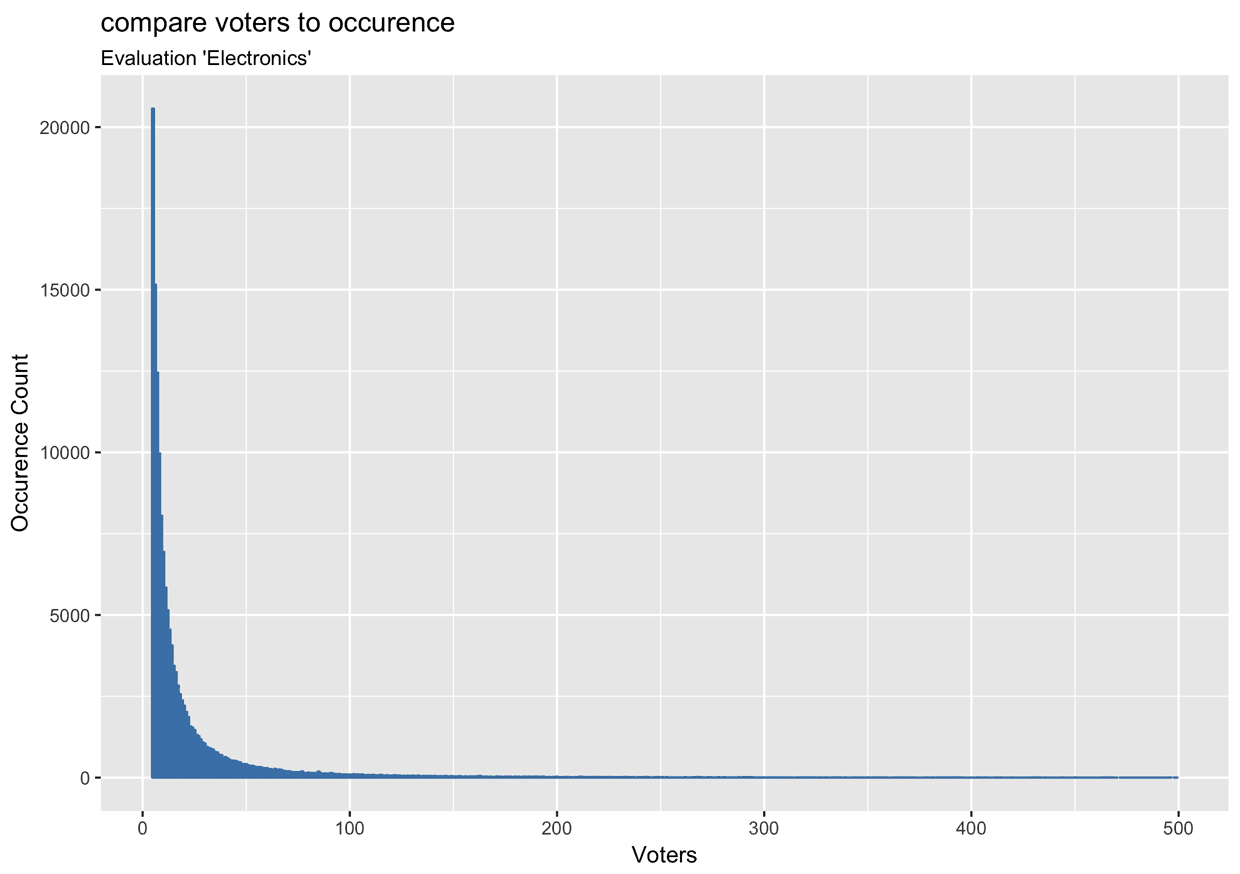 compare voters to occurence
Evaluation 'Electronics'
20000
15000
10000
5000
0
Occurence Count
0 100 200 300 400 500
Voters